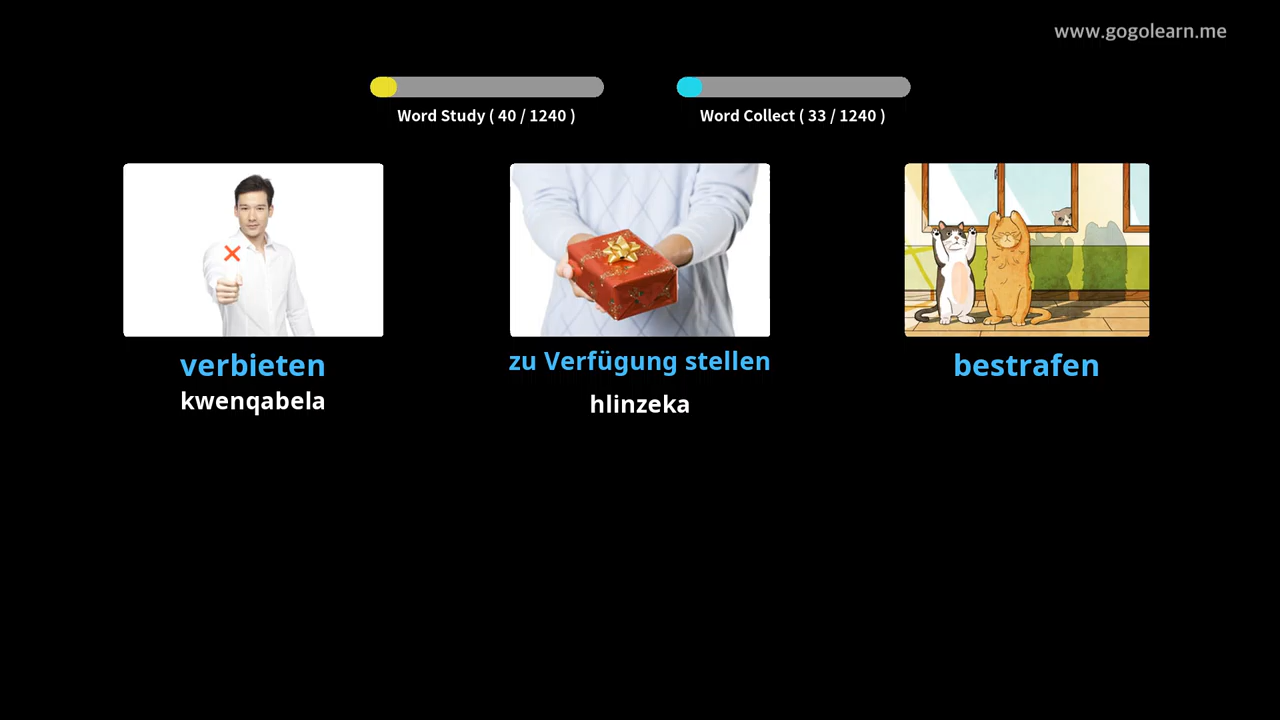 www.gogolearn.me
Word Study ( 40 / 1240 )
Word Collect ( 33 / 1240 )
verbieten
kwenqabela
zu Verfügung stellen
hlinzeka
bestrafen